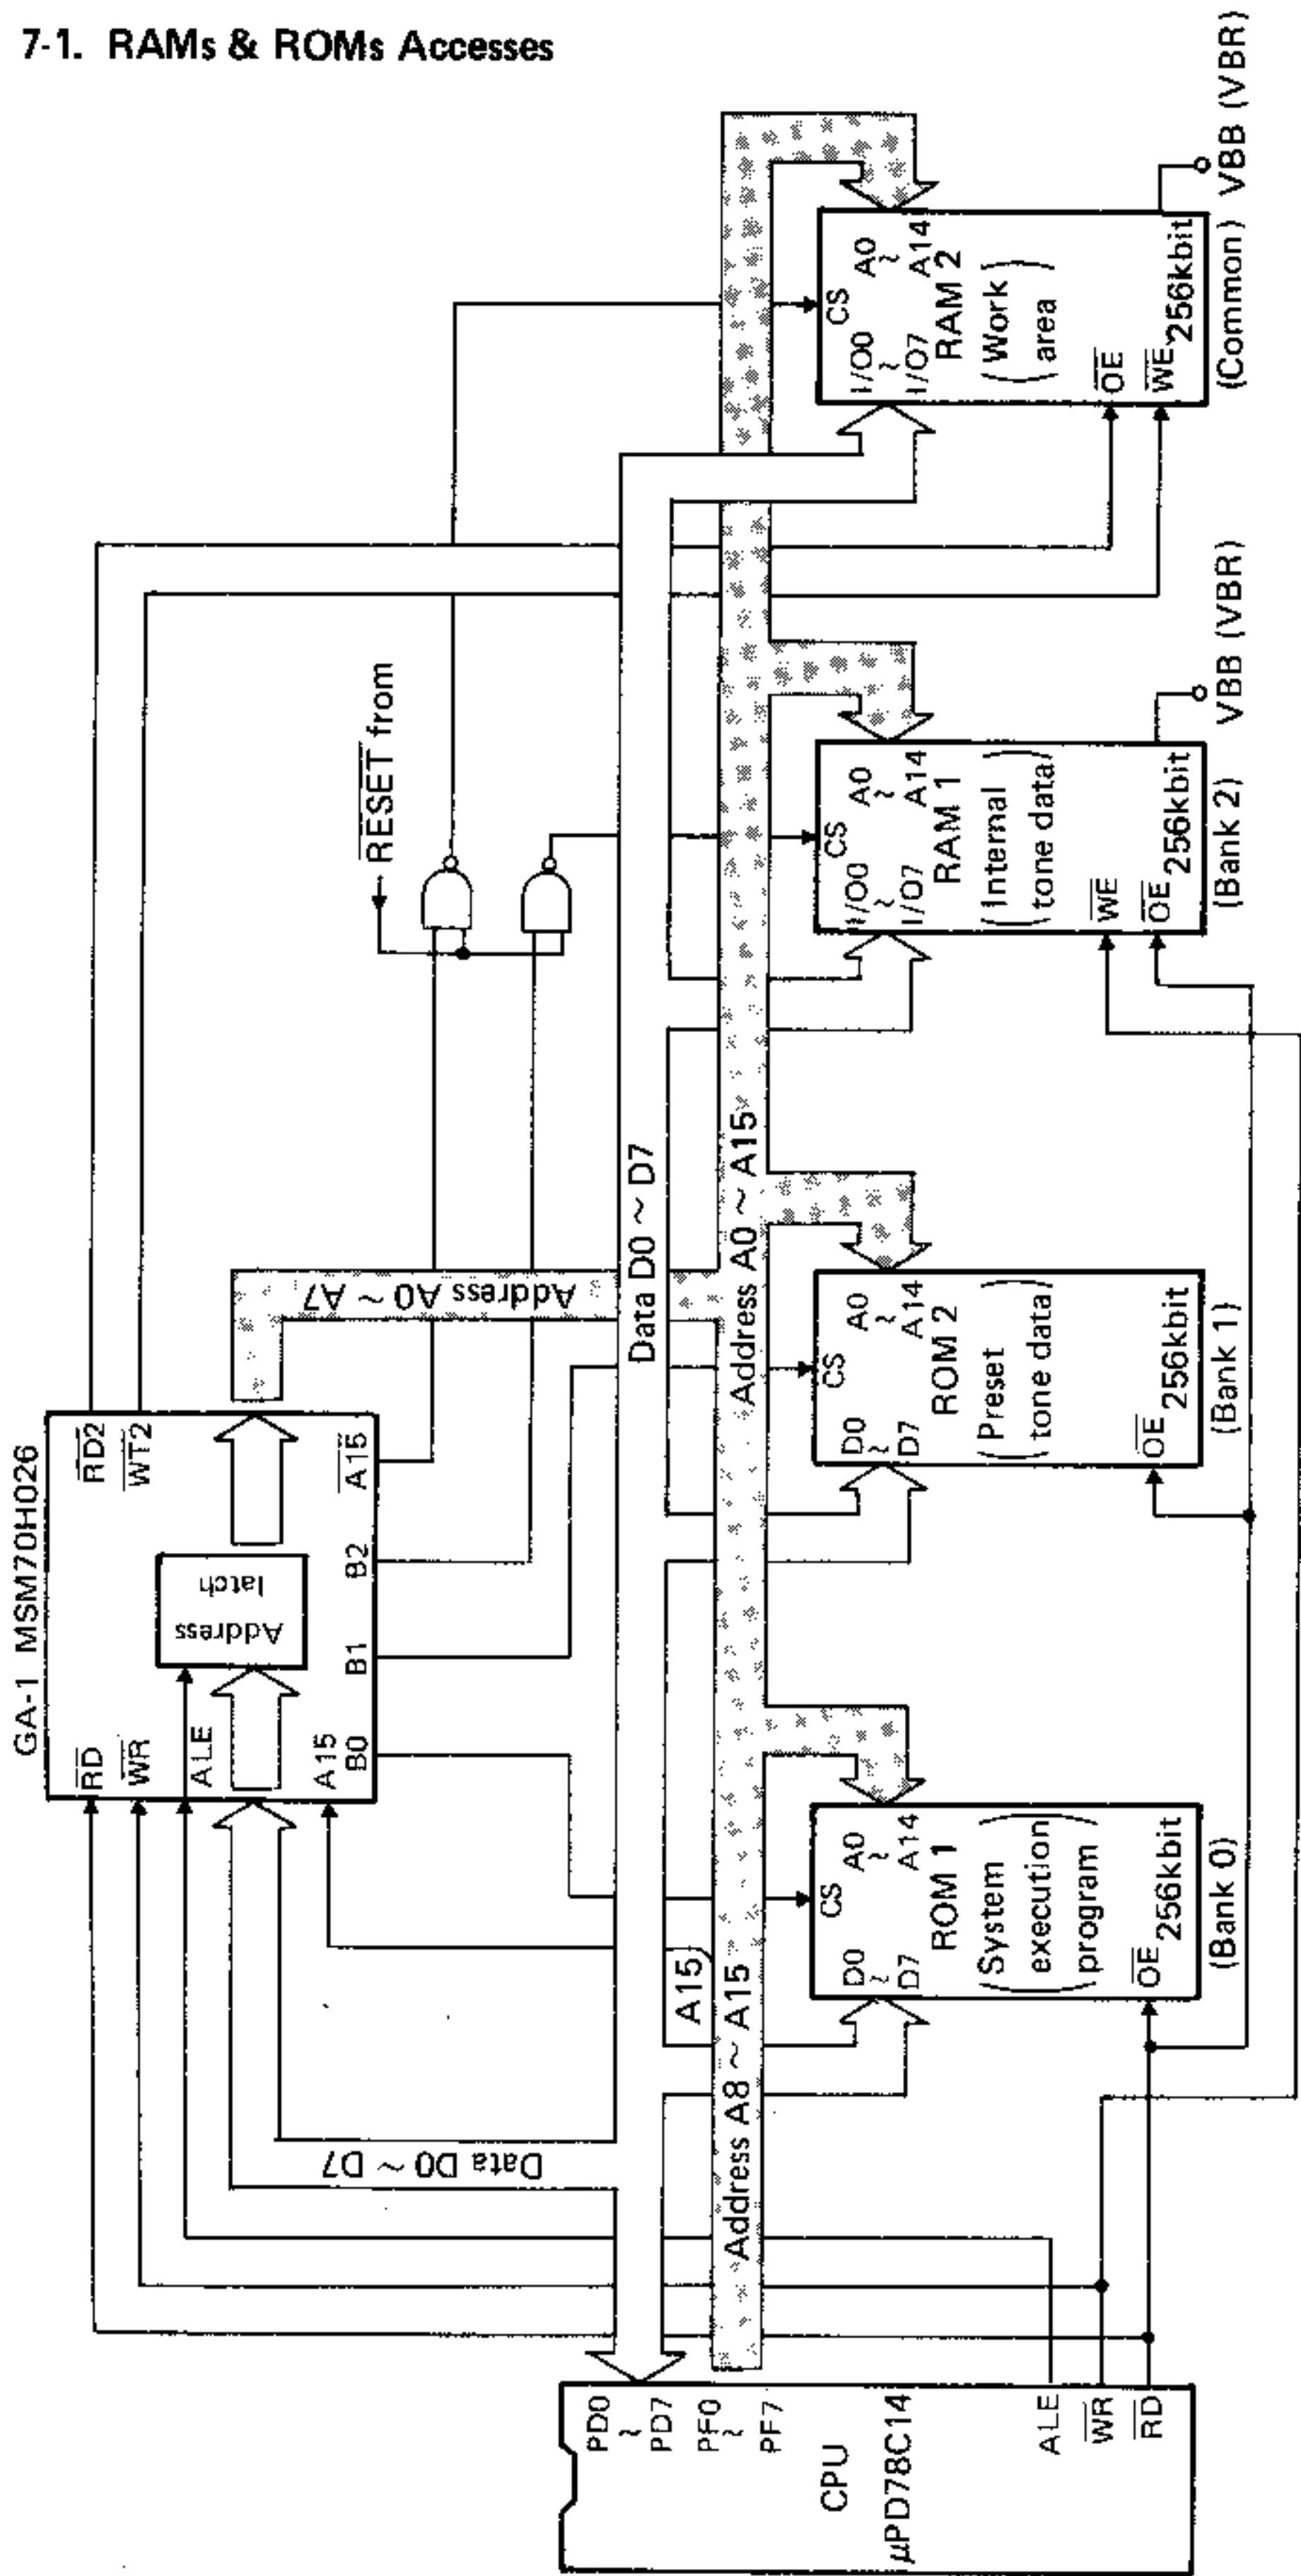 7-1. RAMs & ROMs Accesses
GA-1 MSM70H026
RD
WR
ALE
A15
B0
B1
B2
A15
RD2
WT2
Address
latch
Address A0 ~ A7
Data D0 ~ D7
RESET from
Data D0 ~ D7
Address A8 ~ A15
A15
Address A0 ~ A15
PD0
~
PD7
PF0
~
PF7
CPU
μPD78C14
ALE
WR
RD
CS
D0
~
D7
A0
~
A14
ROM 1
(System
execution
program)
OE
256kbit
(Bank 0)
CS
D0
~
D7
A0
~
A14
ROM 2
(Preset
tone data)
OE
256kbit
(Bank 1)
CS
I/O0
~
I/O7
A0
~
A14
RAM 1
(Internal
tone data)
WE
OE
256kbit
(Bank 2)
VBB (VBR)
CS
I/O0
~
I/O7
A0
~
A14
RAM 2
(Work
area)
OE
WE
256kbit
(Common)
VBB (VBR)